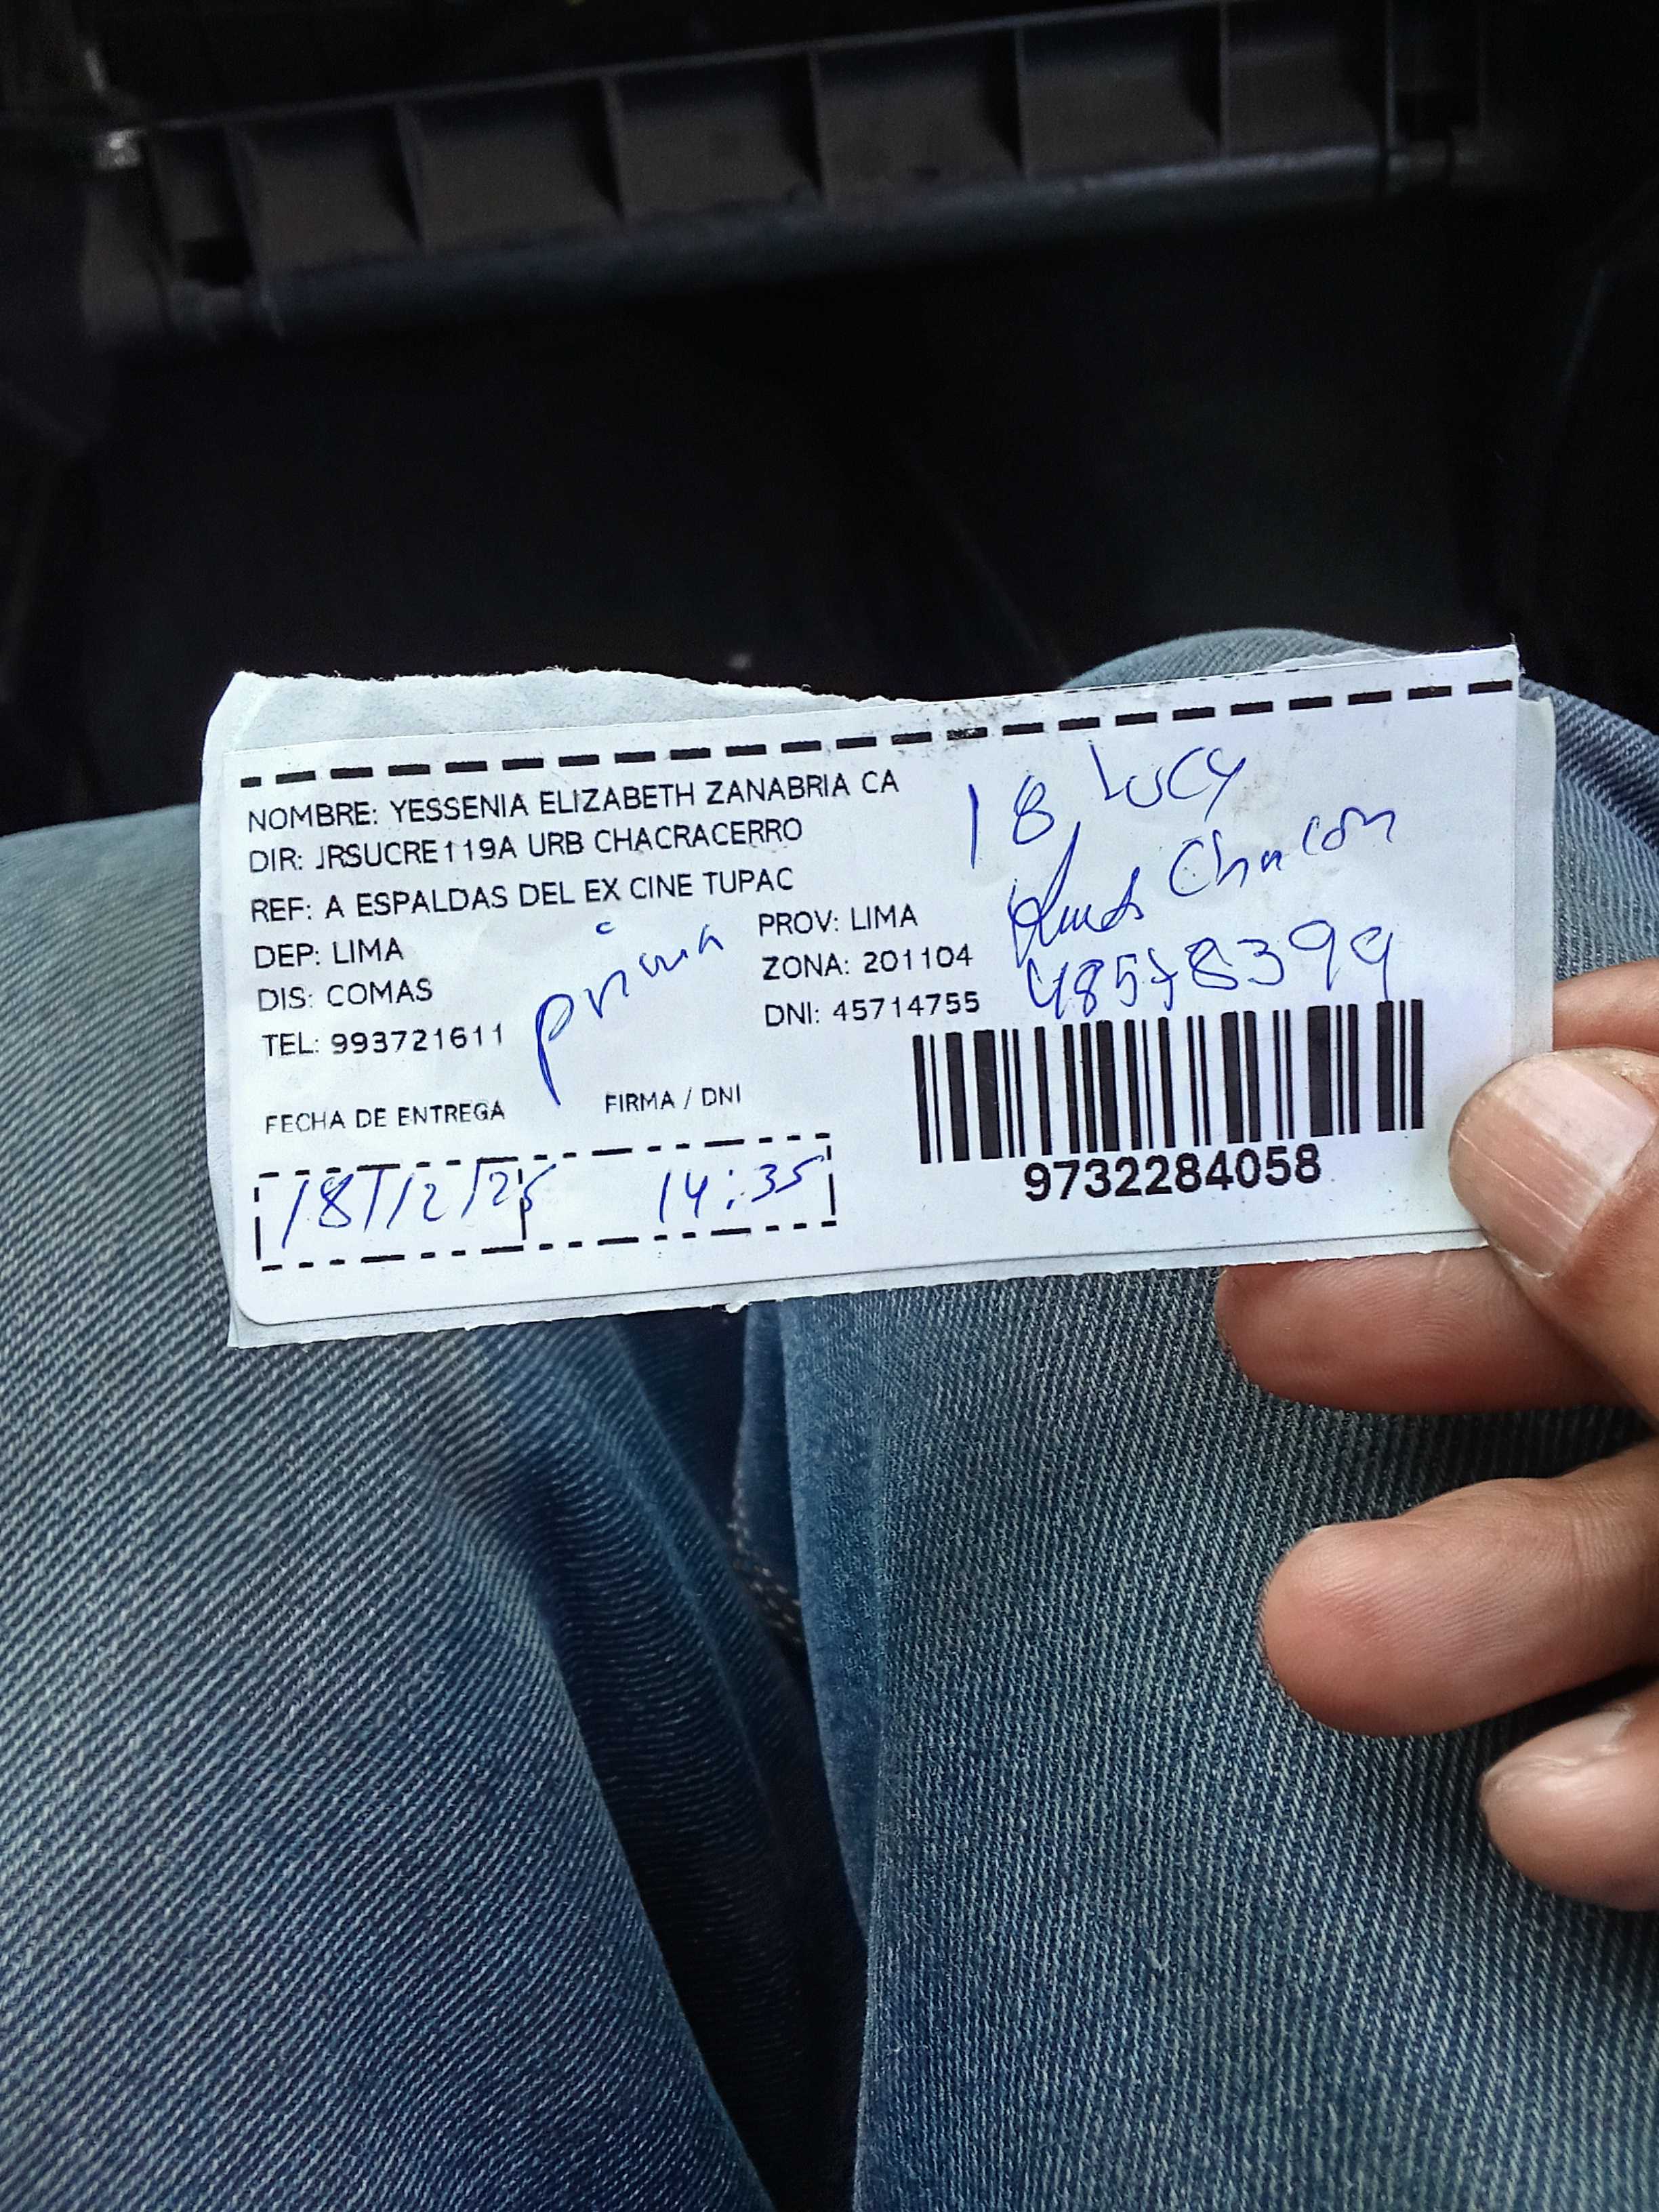 NOMBRE: YESSENIA ELIZABETH ZANABRIA CA
DIR: JRSUCRE119A URB CHACRACERRO
REF: A ESPALDAS DEL EX CINE TUPAC
DEP: LIMA
PROV: LIMA
DIS: COMAS
ZONA: 201104
TEL: 993721611
DNI: 45714755
prima
18, Lucy
Chacon
48578399
FECHA DE ENTREGA
FIRMA / DNI
18/12/25
14:35
9732284058